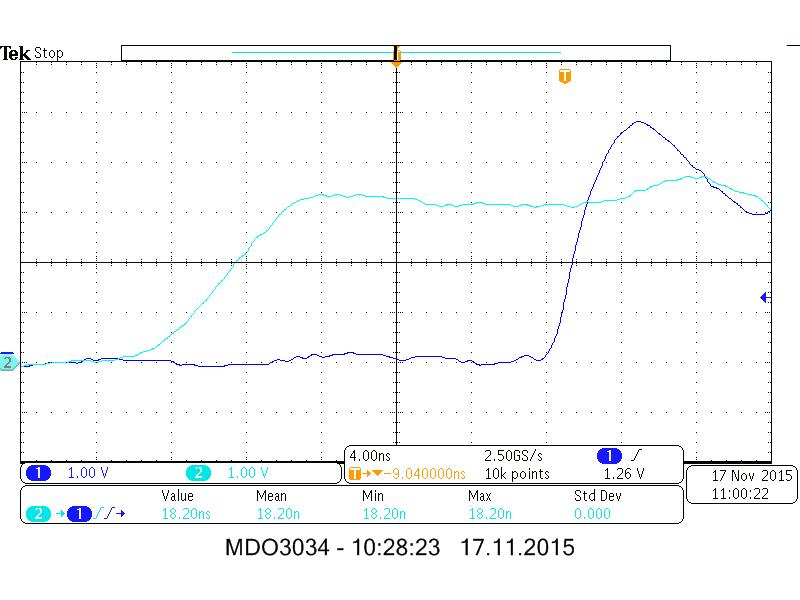 Tek Stop
T
2
1 1.00 V 2 1.00 V
4.00ns 2.50GS/s 1
T→▼-9.040000ns 10k points 1.26 V
17 Nov 2015
11:00:22
Value Mean Min Max Std Dev
2 → 1 18.20ns 18.20n 18.20n 18.20n 0.000
MDO3034 - 10:28:23 17.11.2015